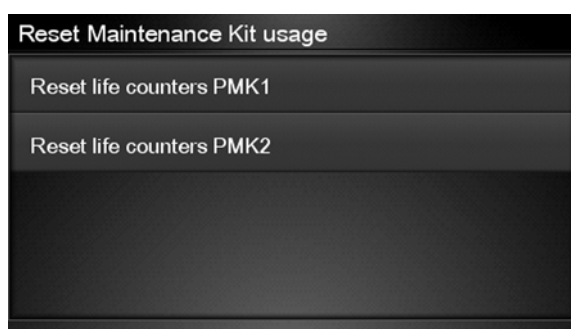 Reset Maintenance Kit usage
Reset life counters PMK1
Reset life counters PMK2